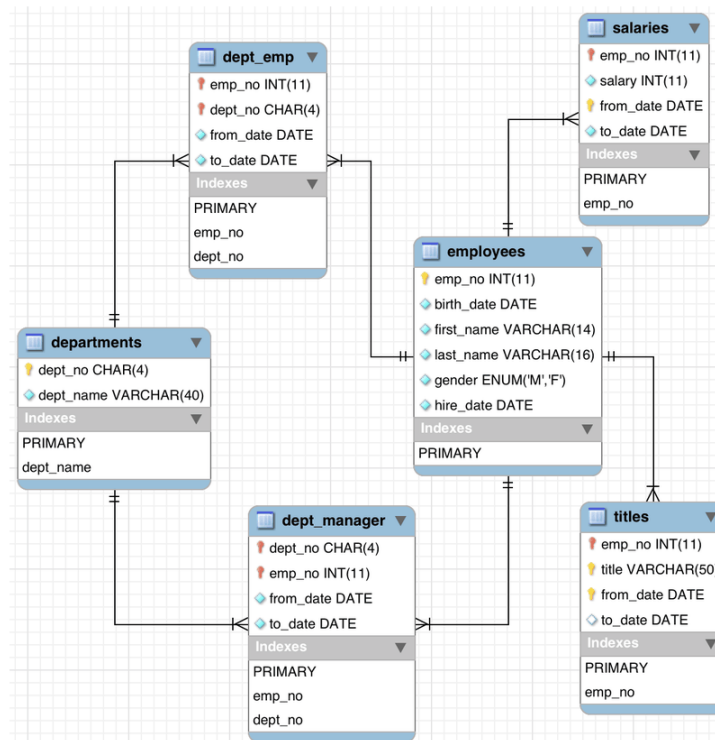 dept_emp
emp_no INT(11)
dept_no CHAR(4)
from_date DATE
to_date DATE
Indexes
PRIMARY
emp_no
dept_no
salaries
emp_no INT(11)
salary INT(11)
from_date DATE
to_date DATE
Indexes
PRIMARY
emp_no
employees
emp_no INT(11)
birth_date DATE
first_name VARCHAR(14)
last_name VARCHAR(16)
gender ENUM('M','F')
hire_date DATE
Indexes
PRIMARY
departments
dept_no CHAR(4)
dept_name VARCHAR(40)
Indexes
PRIMARY
dept_name
dept_manager
dept_no CHAR(4)
emp_no INT(11)
from_date DATE
to_date DATE
Indexes
PRIMARY
emp_no
dept_no
titles
emp_no INT(11)
title VARCHAR(50
from_date DATE
to_date DATE
Indexes
PRIMARY
emp_no